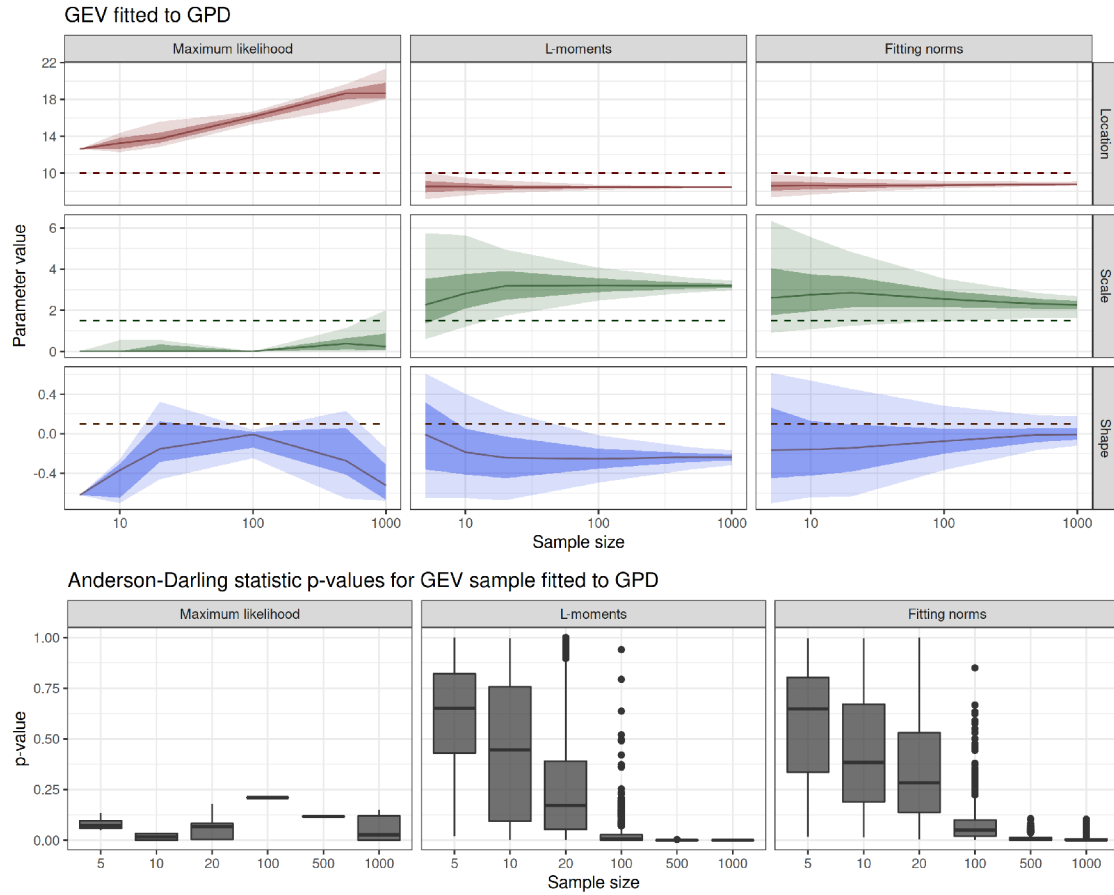 GEV fitted to GPD
Maximum likelihood L-moments Fitting norms
22
18
14
10
Location
6
4
2
0
Scale
0.4
0.0
-0.4
Shape
Parameter value
10 100 1000 10 100 1000 10 100 1000
Sample size
Anderson-Darling statistic p-values for GEV sample fitted to GPD
Maximum likelihood L-moments Fitting norms
1.00
0.75
0.50
0.25
0.00
p-value
5 10 20 100 500 1000 5 10 20 100 500 1000 5 10 20 100 500 1000
Sample size